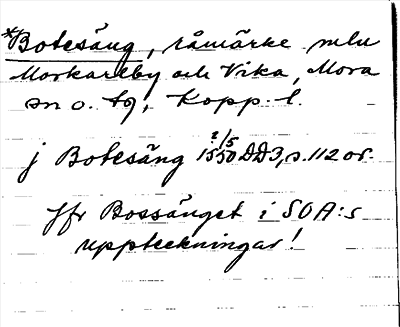 *Botesäng, råmärke mlu
Morkarlby och Vika, Mora
sn o. tg, Kopp. l.
j Botesäng 1550 2/5 DD3, s. 112 or.
Jfr Bossänget i SOA:s
uppteckningar!